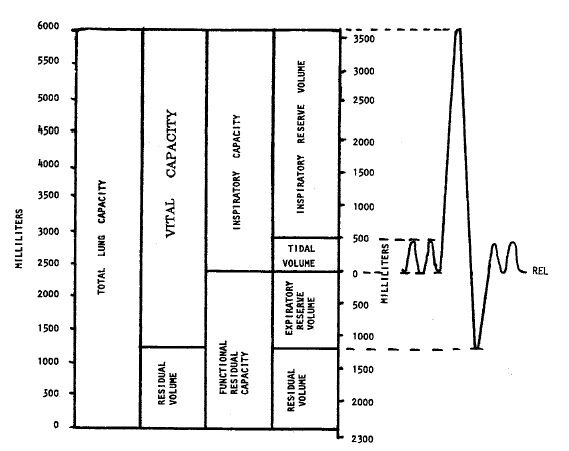 6000
5500
5000
4500
4000
3500
3000
2500
2000
1500
1000
300
0
MILLILITERS
TOTAL LUNG CAPACITY
VITAL CAPACITY
RESIDUAL
VOLUME
INSPIRATORY CAPACITY
FUNCTIONAL
RESIDUAL
CAPACITY
INSPIRATORY RESERVE VOLUME
TIDAL
VOLUME
EXPIRATORY
RESERVE
VOLUME
RESIDUAL
VOLUME
3500
3000
2500
2000
1500
1000
500
0
500
1000
1500
2000
2300
MILLILITERS
REL